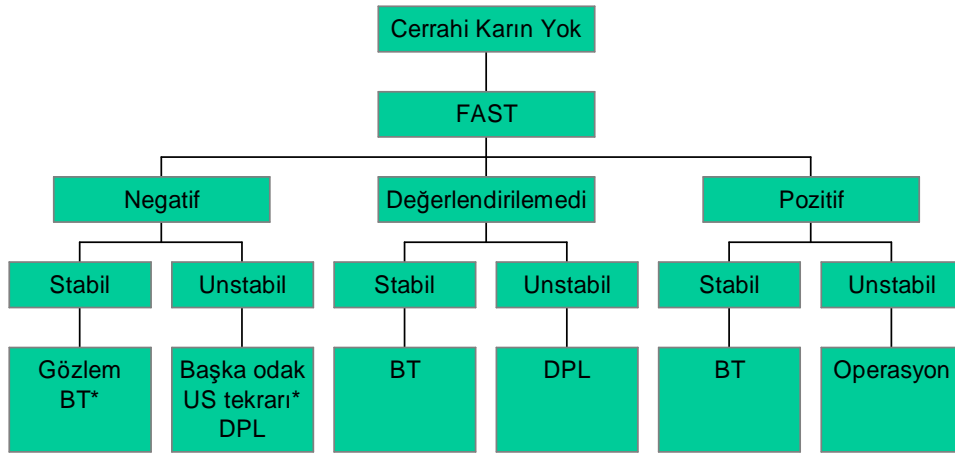 Cerrahi Karın Yok
FAST
Negatif
Değerlendirilemedi
Pozitif
Stabil
Unstabil
Stabil
Unstabil
Stabil
Unstabil
Gözlem
BT*
Başka odak
US tekrarı*
DPL
BT
DPL
BT
Operasyon